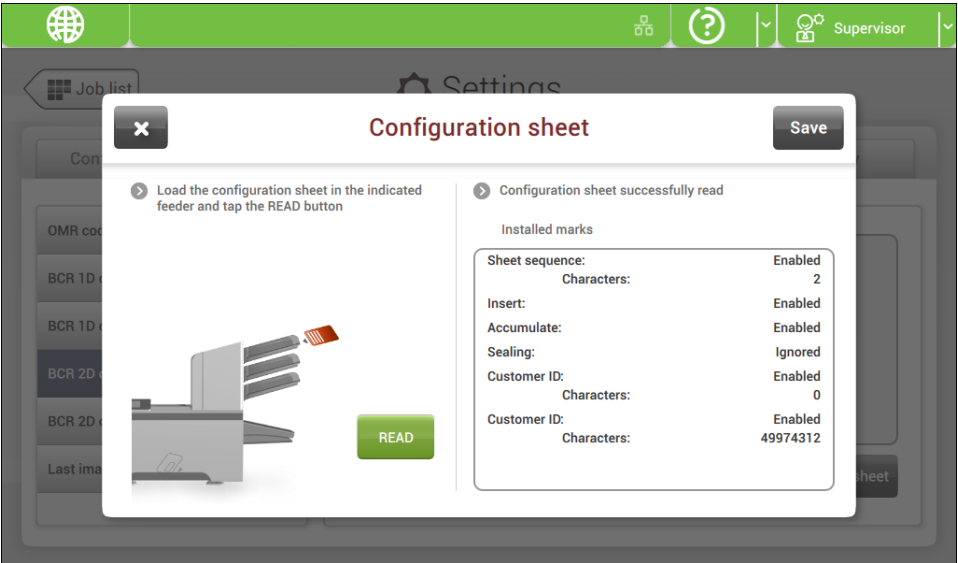 Supervisor
Job list
Settings
Configuration sheet
Save
Load the configuration sheet in the indicated
feeder and tap the READ button
READ
Configuration sheet successfully read
Installed marks
Sheet sequence: Enabled
Characters: 2
Insert: Enabled
Accumulate: Enabled
Sealing: Ignored
Customer ID: Enabled
Characters: 0
Customer ID: Enabled
Characters: 49974312
OMR
BCR 1D
BCR 1D
BCR 2D
BCR 2D
Last
sheet